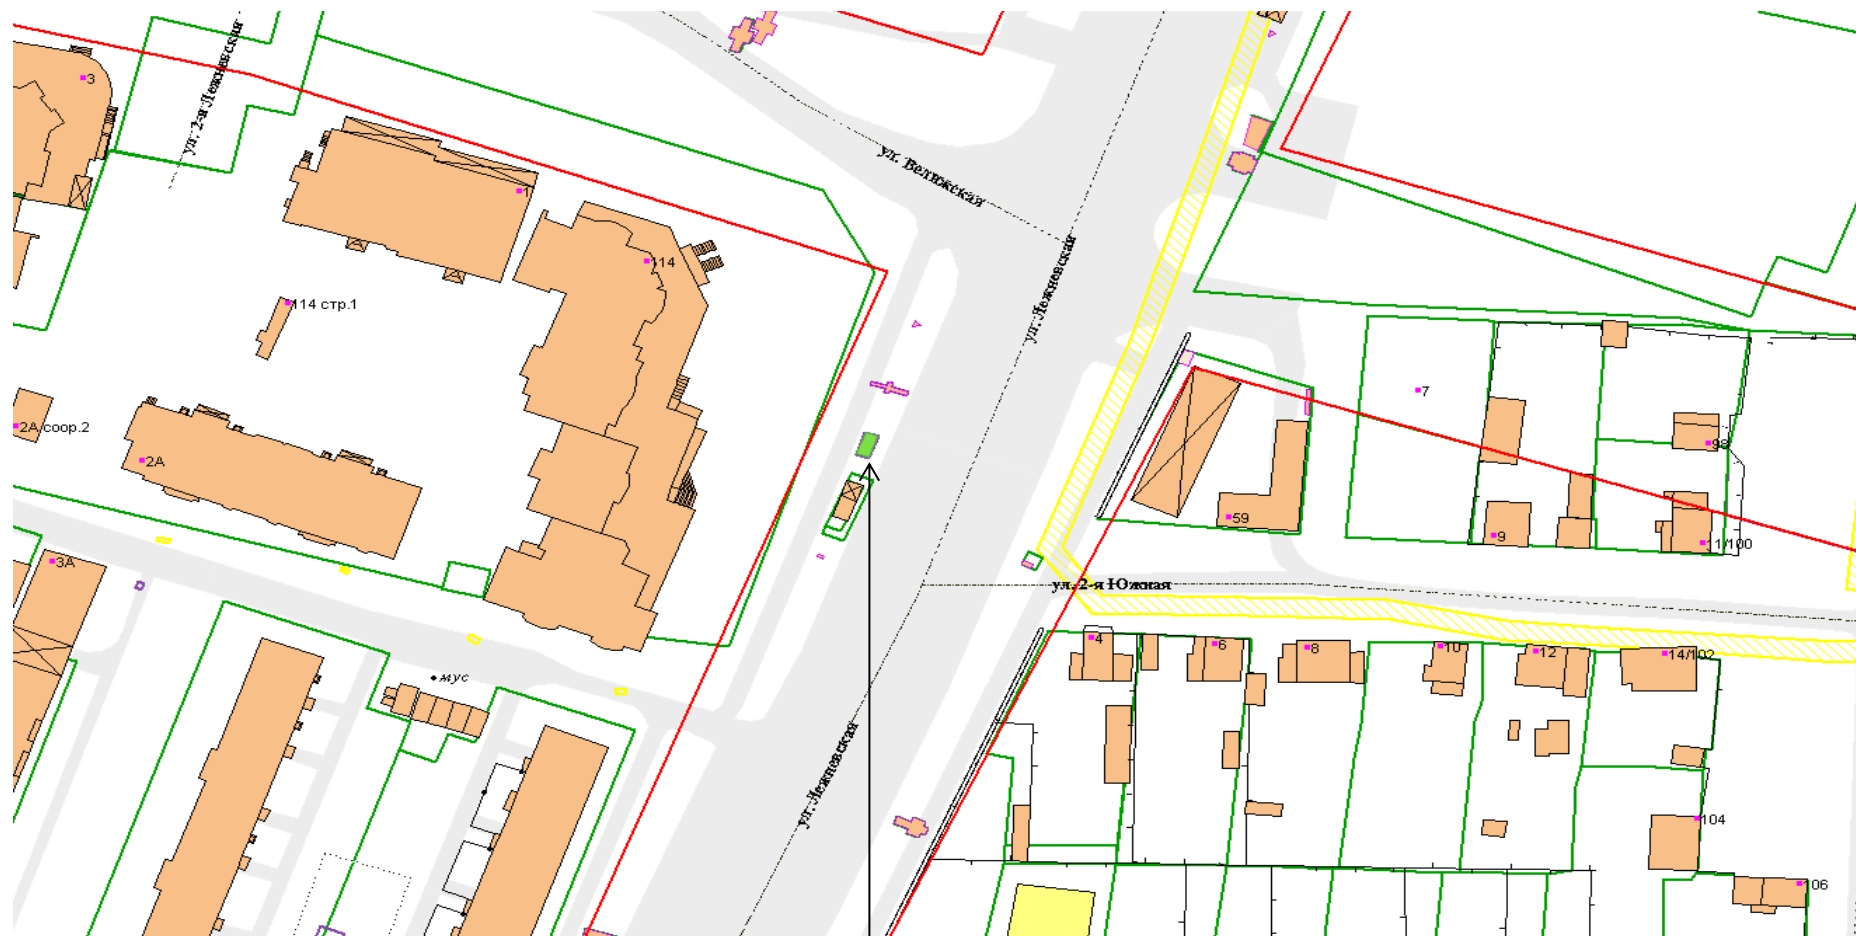 3
ул. 2-я Лежневская
1
114
114 стр.1
ул. Велижская
ул. Лежневская
7
2А соор.2
2А
98
59
9
11/100
3А
ул. 2-я Южная
4
6
8
10
12
14/102
мус
ул. Лежневская
104
106